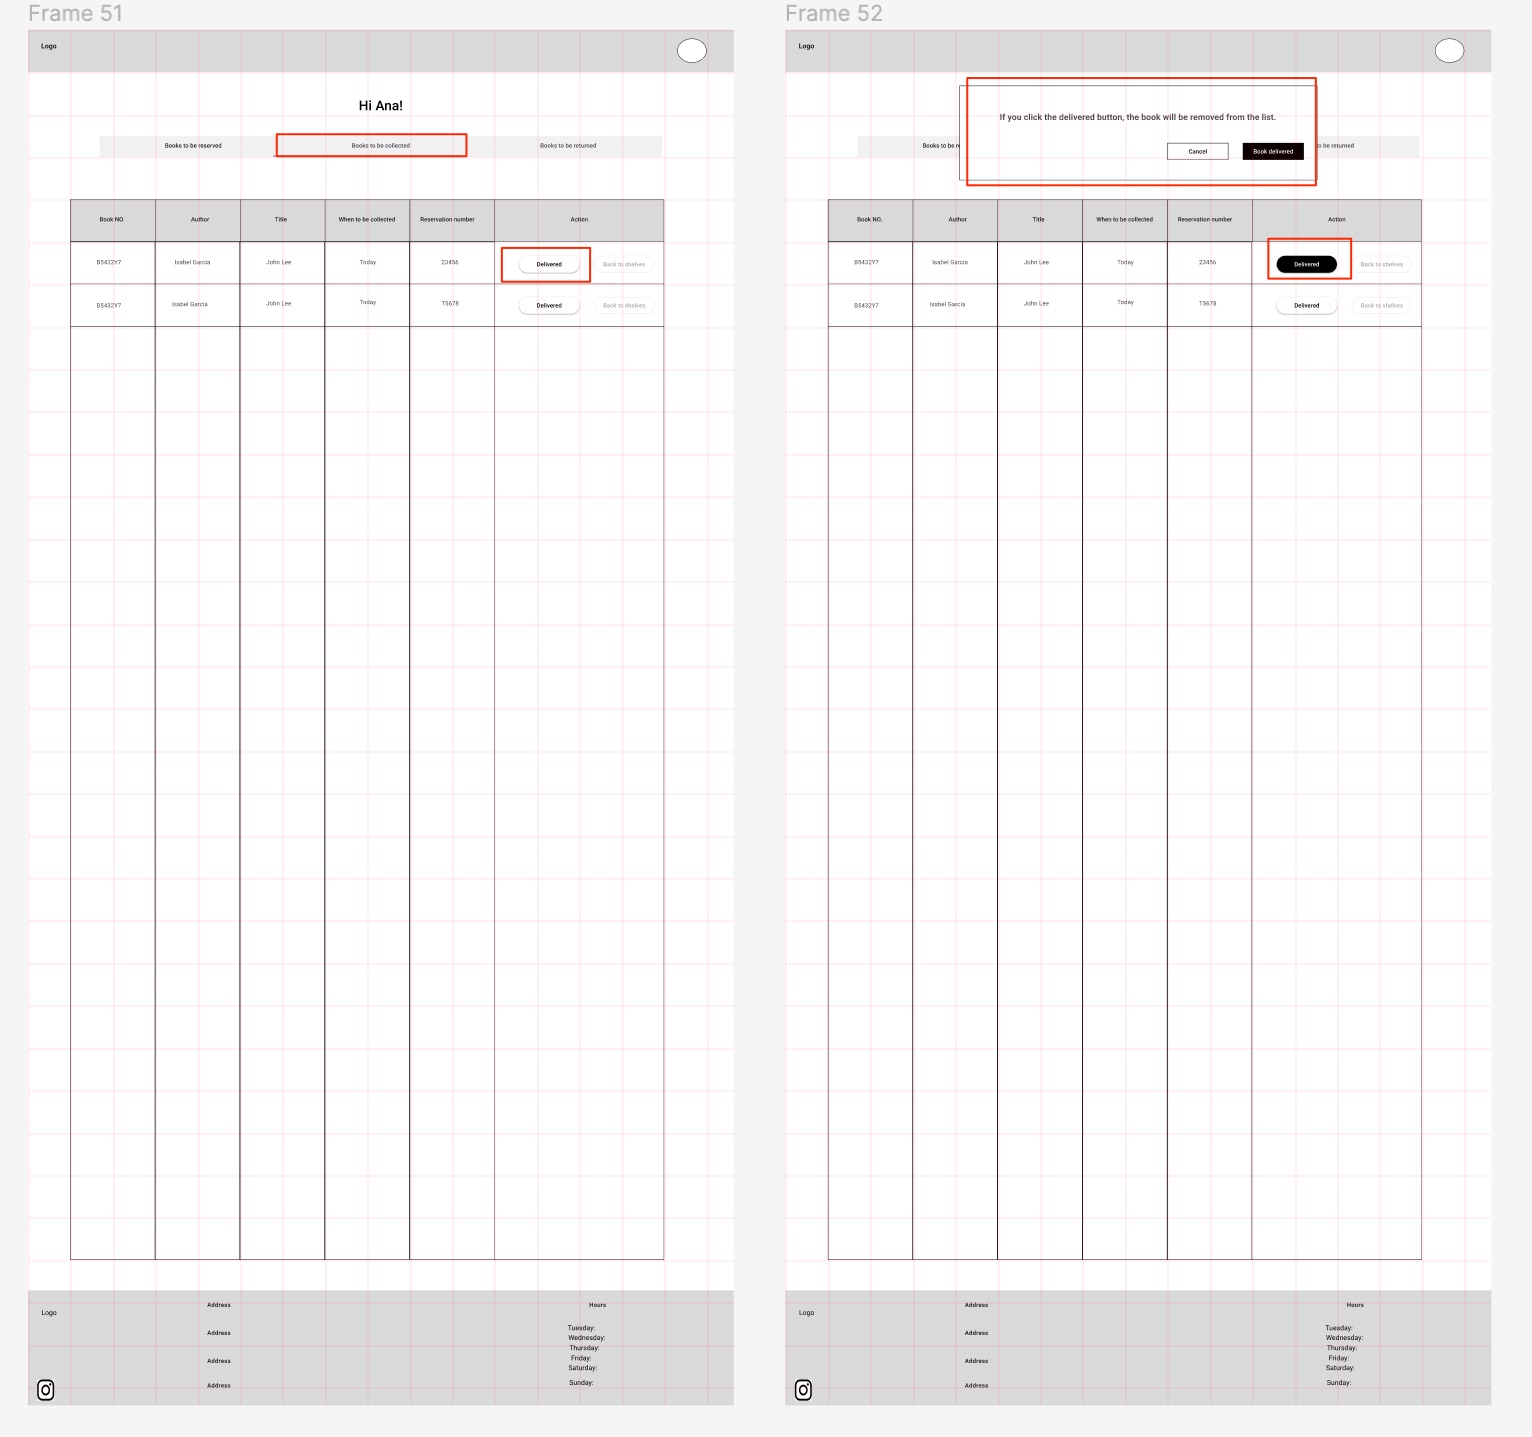 Frame 51
Logo
Hi Ana!
Books to be reserved Books to be collected Books to be returned
Book NO. Author Title When to be collected Reservation number Action
B5432Y7 Isabel Garcia John Lee Today 23456 Delivered Back to shelves
B5432Y7 Isabel Garcia John Lee Today T5678 Delivered Back to shelves
Address Hours
Logo
Tuesday:
Address
Wednesday:
Thursday:
Address Friday:
Saturday:
Address Sunday:
Frame 52
Logo
If you click the delivered button, the book will be removed from the list.
Books to be re
Cancel Book delivered
o be returned
Book NO. Author Title When to be collected Reservation number Action
B5432Y7 Isabel Garcia John Lee Today 23456 Delivered Back to shelves
B5432Y7 Isabel Garcia John Lee Today T5678 Delivered Back to shelves
Address Hours
Logo
Tuesday:
Address
Wednesday:
Thursday:
Address Friday:
Saturday:
Address Sunday: